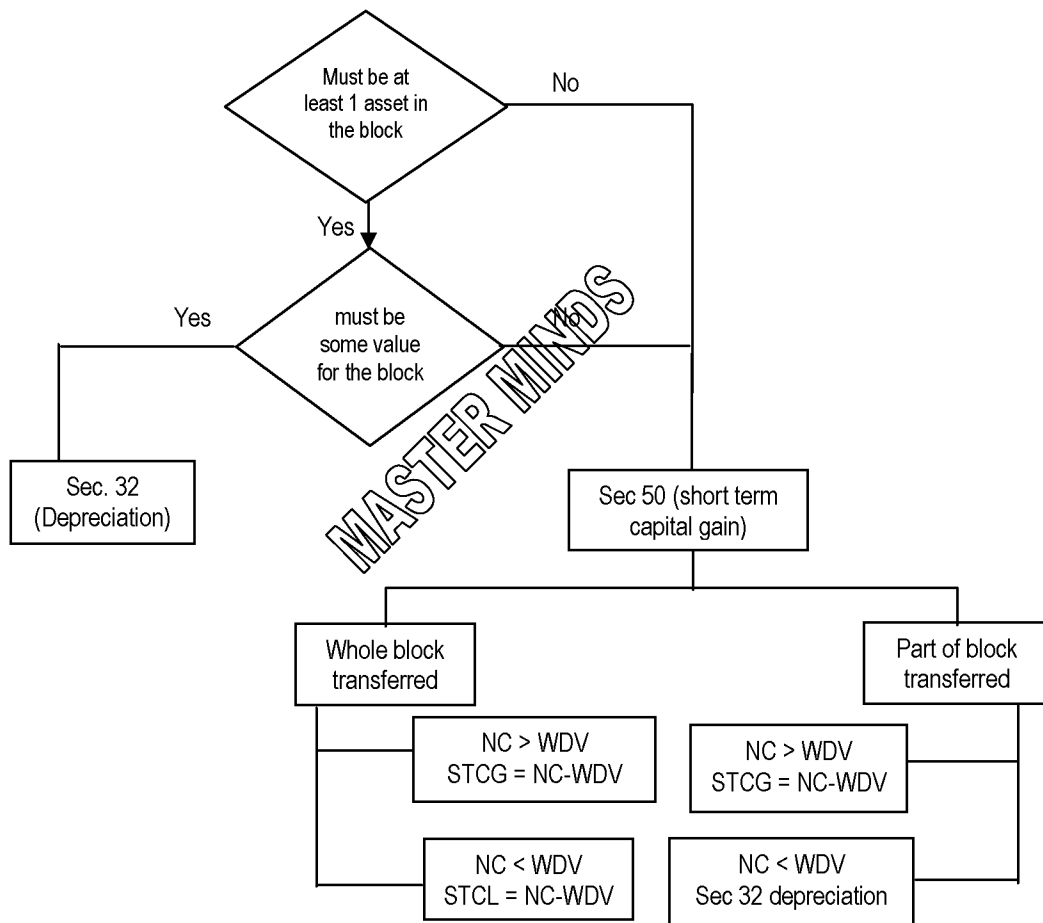 Must be at
least 1 asset in
the block
No
Yes
must be
some value
for the block
Yes
No
MASTER MINDS
Sec. 32
(Depreciation)
Sec 50 (short term
capital gain)
Whole block
transferred
Part of block
transferred
NC > WDV
STCG = NC-WDV
NC > WDV
STCG = NC-WDV
NC < WDV
STCL = NC-WDV
NC < WDV
Sec 32 depreciation